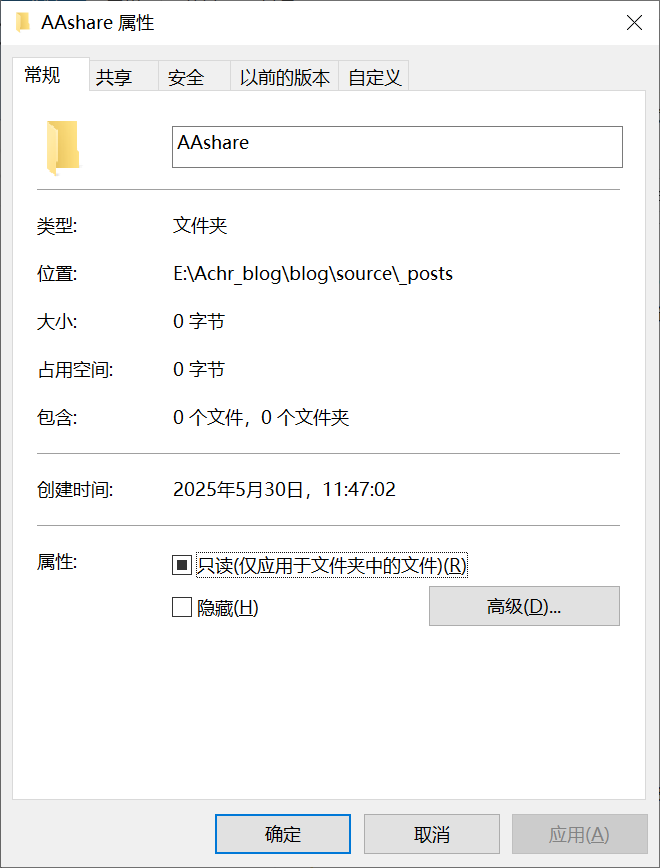 AAshare 属性
常规 共享 安全 以前的版本 自定义
AAshare
类型: 文件夹
位置: E:\Achr_blog\blog\source\_posts
大小: 0 字节
占用空间: 0 字节
包含: 0 个文件，0 个文件夹
创建时间: 2025年5月30日，11:47:02
属性: 只读(仅应用于文件夹中的文件)(R)
隐藏(H) 高级(D)...
确定 取消 应用(A)